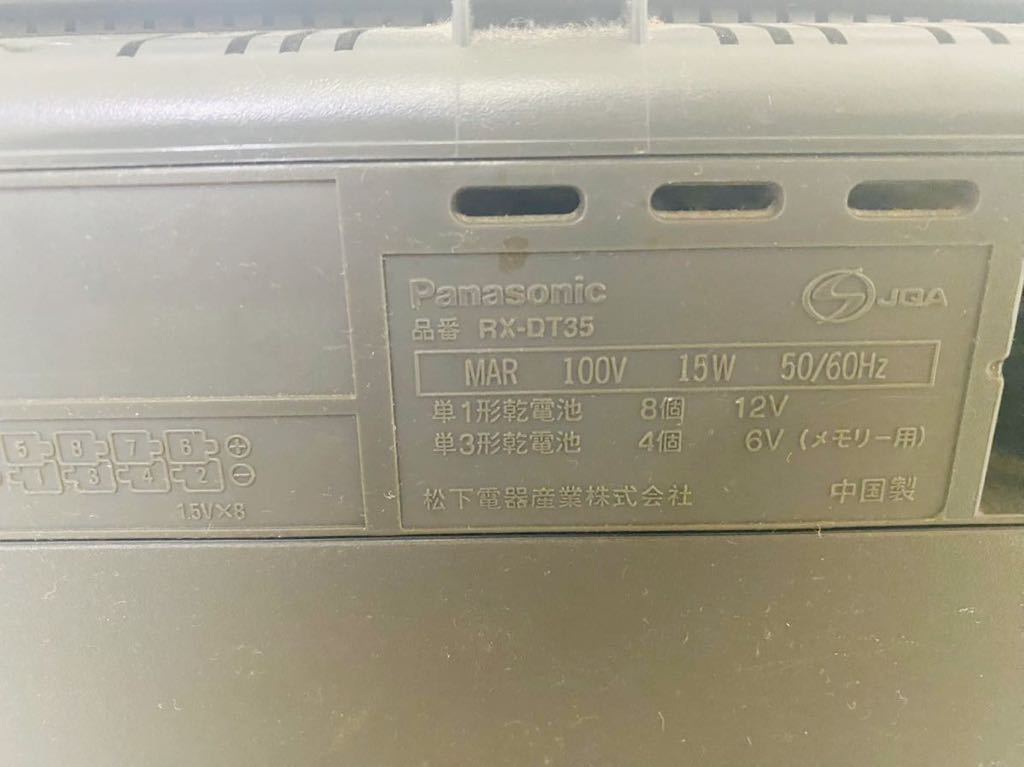 Panasonic
JQA
品番 RX-DT35
MAR 100V 15W 50/60Hz
単1形乾電池 8個 12V
単3形乾電池 4個 6V (メモリー用)
松下電器産業株式会社 中国製
5 8 7 6 +
1 3 4 2 −
1.5V×8